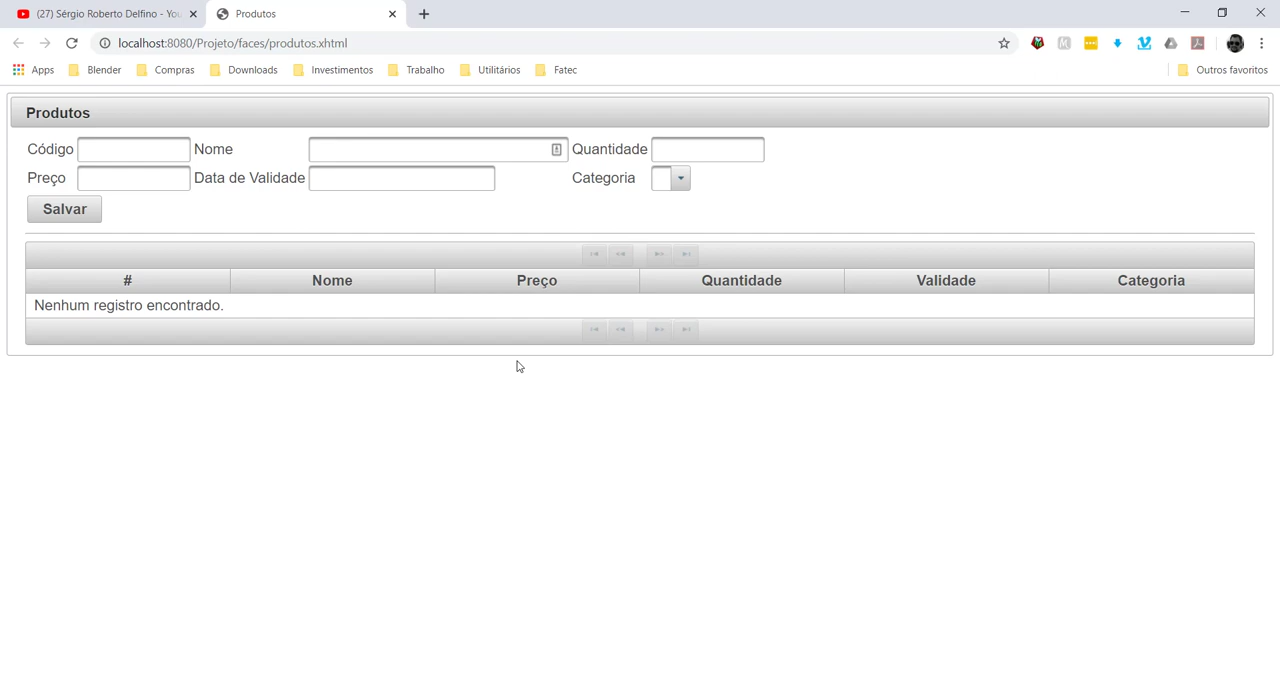 (27) Sérgio Roberto Delfino - You
Produtos
localhost:8080/Projeto/faces/produtos.xhtml
Apps Blender Compras Downloads Investimentos Trabalho Utilitários Fatec Outros favoritos
Produtos
Código Nome Quantidade
Preço Data de Validade Categoria
Salvar
# Nome Preço Quantidade Validade Categoria
Nenhum registro encontrado.